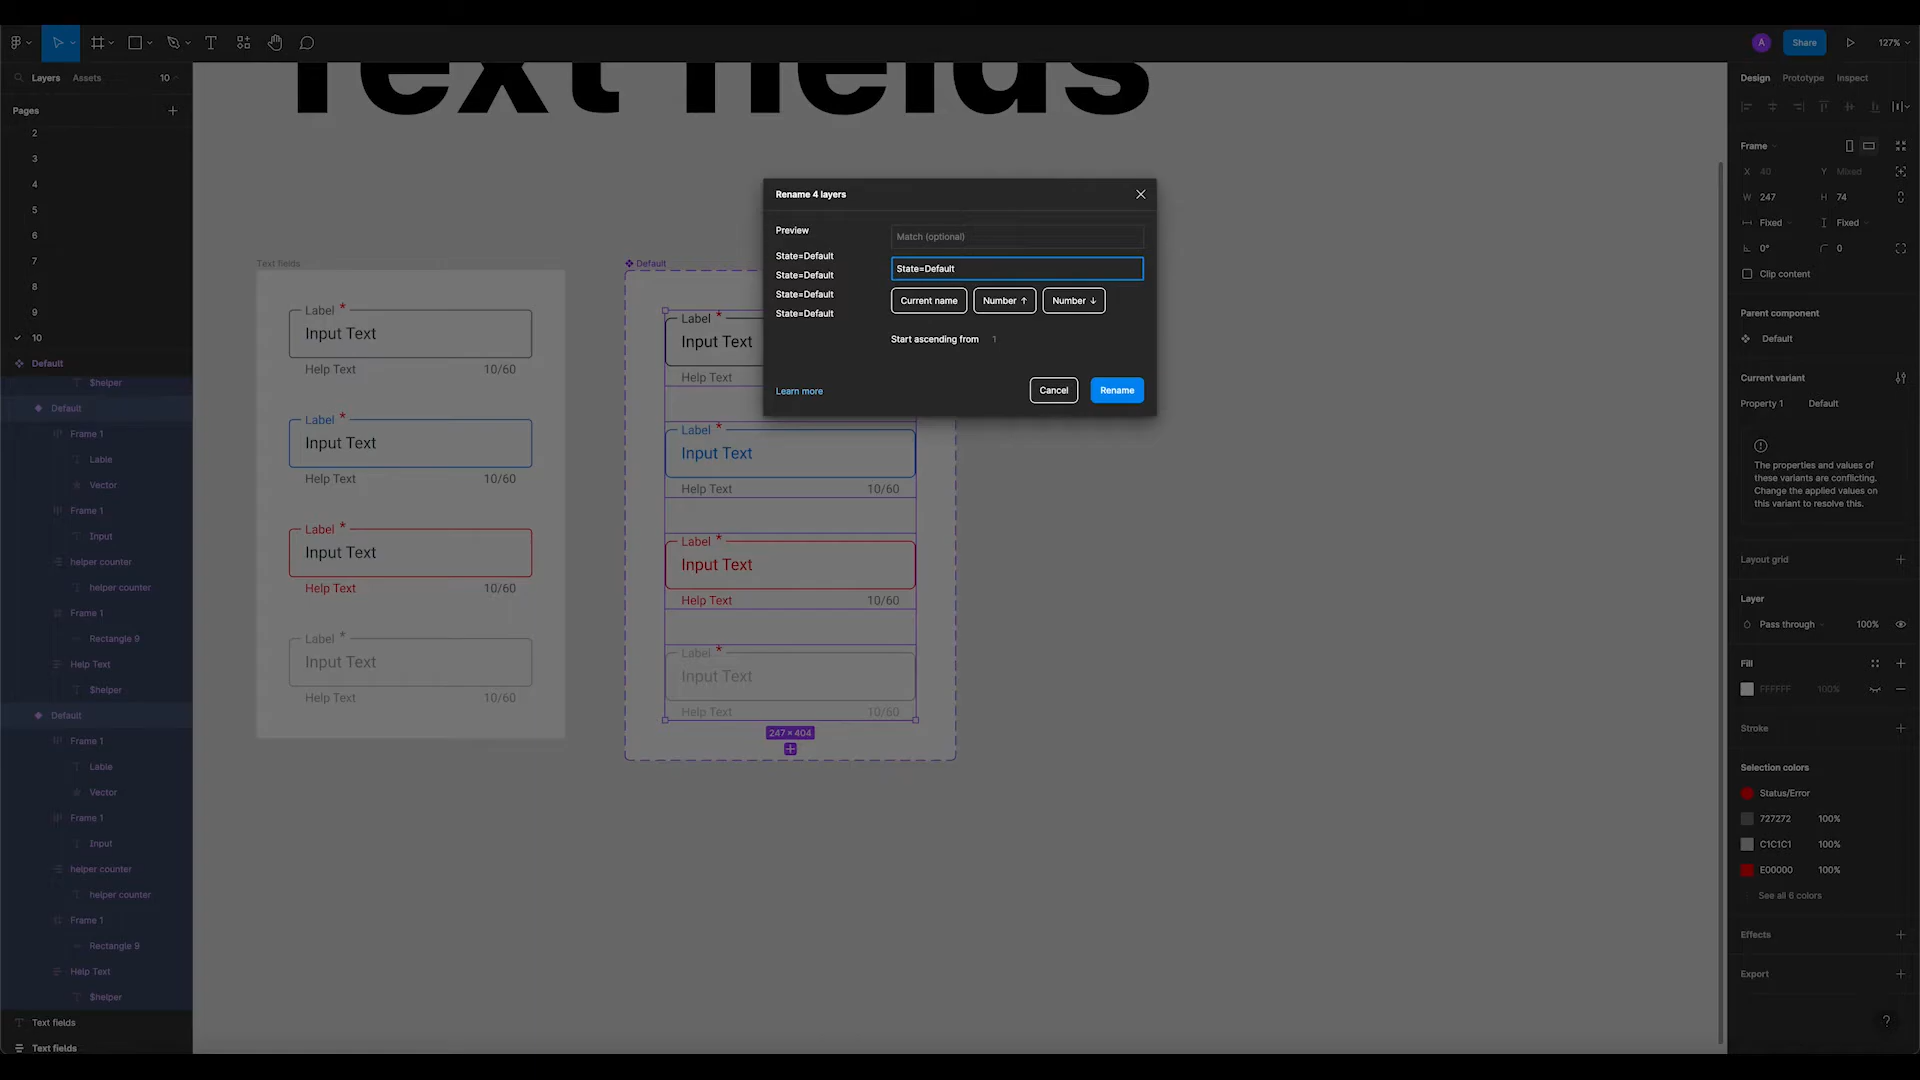 Share
127%
Layers
Assets
10
Design
Prototype
Inspect
Text fields
Pages
2
3
4
5
6
7
8
9
10
Default
$helper
Default
Frame 1
Lable
Vector
Frame 1
Input
helper counter
helper counter
Frame 1
Rectangle 9
Help Text
$helper
Default
Frame 1
Lable
Vector
Frame 1
Input
helper counter
helper counter
Frame 1
Rectangle 9
Help Text
$helper
Text fields
Text fields
Text fields
Label *
Input Text
Help Text 10/60
Label *
Input Text
Help Text 10/60
Label *
Input Text
Help Text 10/60
Label *
Input Text
Help Text 10/60
Default
Label *
Input Text
Help Text
Label *
Input Text
Help Text 10/60
Label *
Input Text
Help Text 10/60
Label *
Input Text
Help Text 10/60
247 × 404
Rename 4 layers
Preview
State=Default
State=Default
State=Default
State=Default
Match (optional)
State=Default
Current name
Number ↑
Number ↓
Start ascending from 1
Learn more
Cancel
Rename
A
Frame
X 40 Y Mixed
W 247 H 74
Fixed Fixed
0° 0
Clip content
Parent component
Default
Current variant
Property 1 Default
The properties and values of
these variants are conflicting.
Change the applied values on
this variant to resolve this.
Layout grid
Layer
Pass through 100%
Fill
FFFFFF 100%
Stroke
Selection colors
Status/Error
727272 100%
C1C1C1 100%
E00000 100%
See all 6 colors
Effects
Export
?